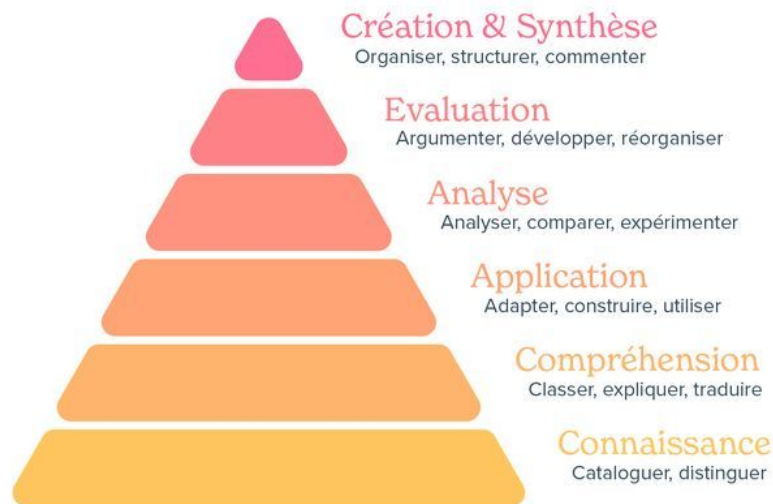 Création & Synthèse
Organiser, structurer, commenter
Evaluation
Argumenter, développer, réorganiser
Analyse
Analyser, comparer, expérimenter
Application
Adapter, construire, utiliser
Compréhension
Classer, expliquer, traduire
Connaissance
Cataloguer, distinguer